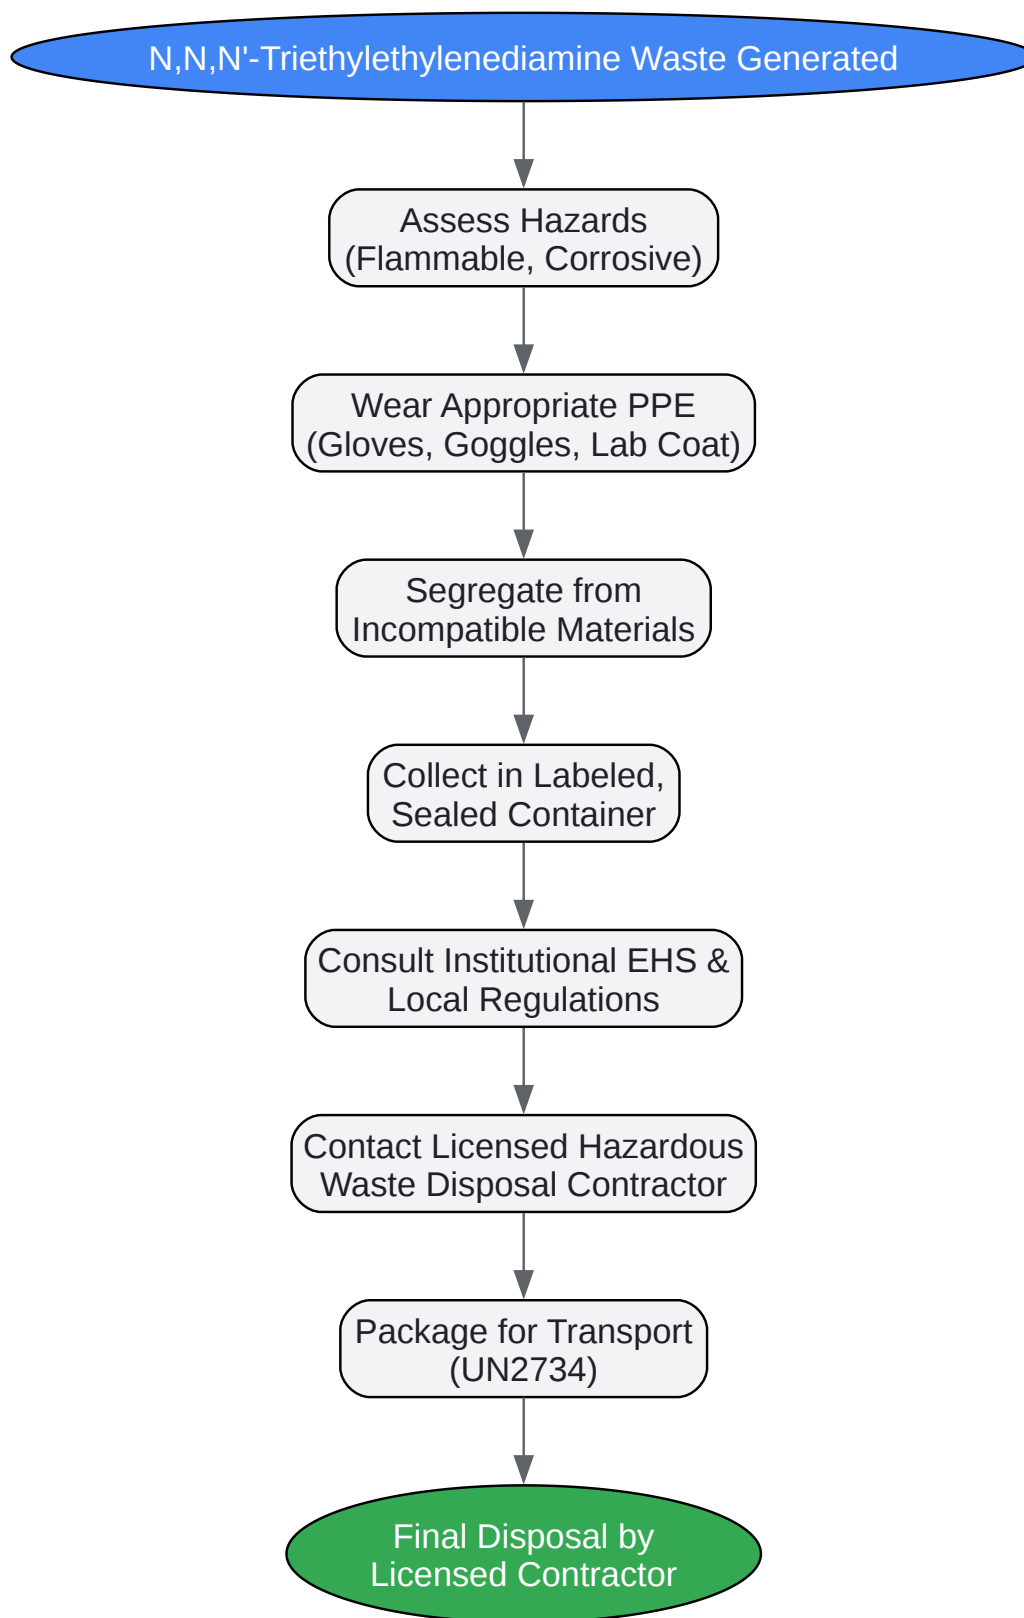 N,N,N'-Triethylethylenediamine Waste Generated
Assess Hazards
(Flammable, Corrosive)
Wear Appropriate PPE
(Gloves, Goggles, Lab Coat)
Segregate from
Incompatible Materials
Collect in Labeled,
Sealed Container
Consult Institutional EHS &
Local Regulations
Contact Licensed Hazardous
Waste Disposal Contractor
Package for Transport
(UN2734)
Final Disposal by
Licensed Contractor